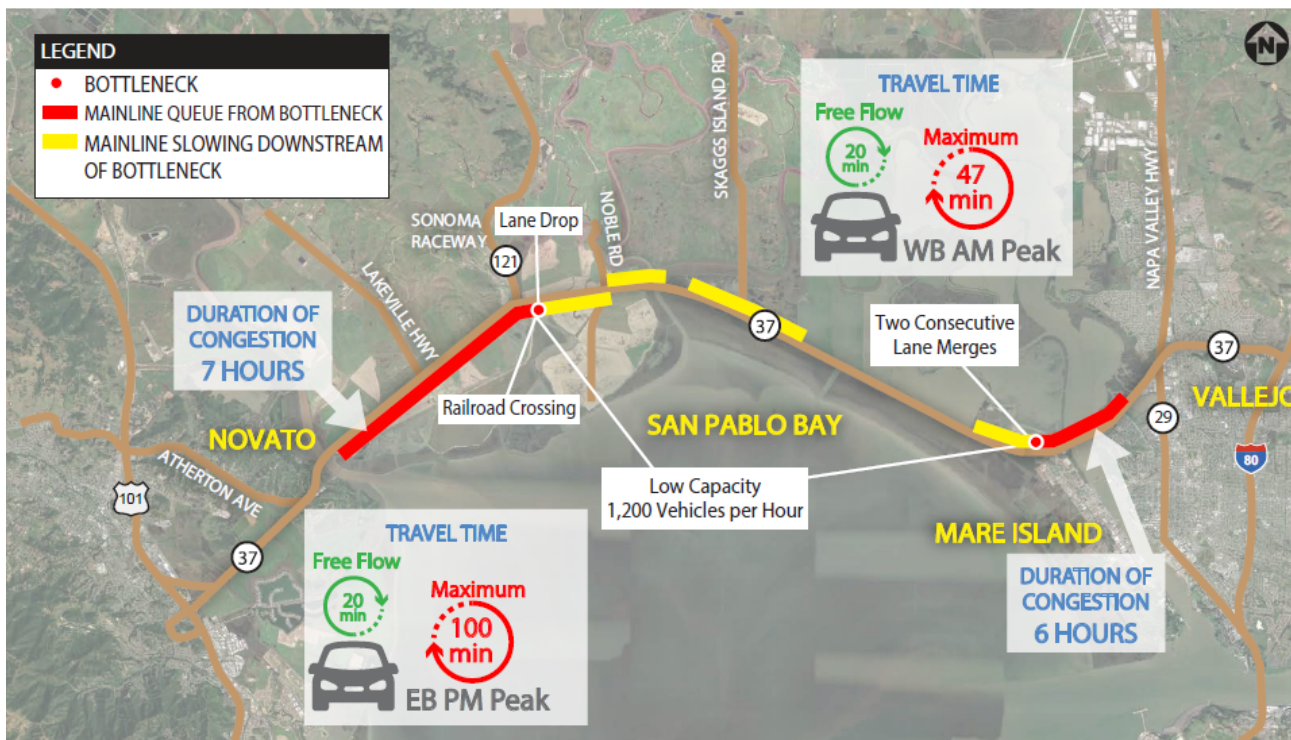 LEGEND
BOTTLENECK
MAINLINE QUEUE FROM BOTTLENECK
MAINLINE SLOWING DOWNSTREAM
OF BOTTLENECK
N
SKAGGS ISLAND RD
TRAVEL TIME
Free Flow
20
min
Maximum
47
min
WB AM Peak
NAPA VALLEY HWY
SONOMA
RACEWAY
121
Lane Drop
NOBLE RD
LAKEVILLE HWY
DURATION OF
CONGESTION
7 HOURS
Railroad Crossing
37
Two Consecutive
Lane Merges
37
VALLEJO
29
80
NOVATO
SAN PABLO BAY
ATHERTON AVE
101
37
Low Capacity
1,200 Vehicles per Hour
MARE ISLAND
TRAVEL TIME
Free Flow
20
min
Maximum
100
min
EB PM Peak
DURATION OF
CONGESTION
6 HOURS